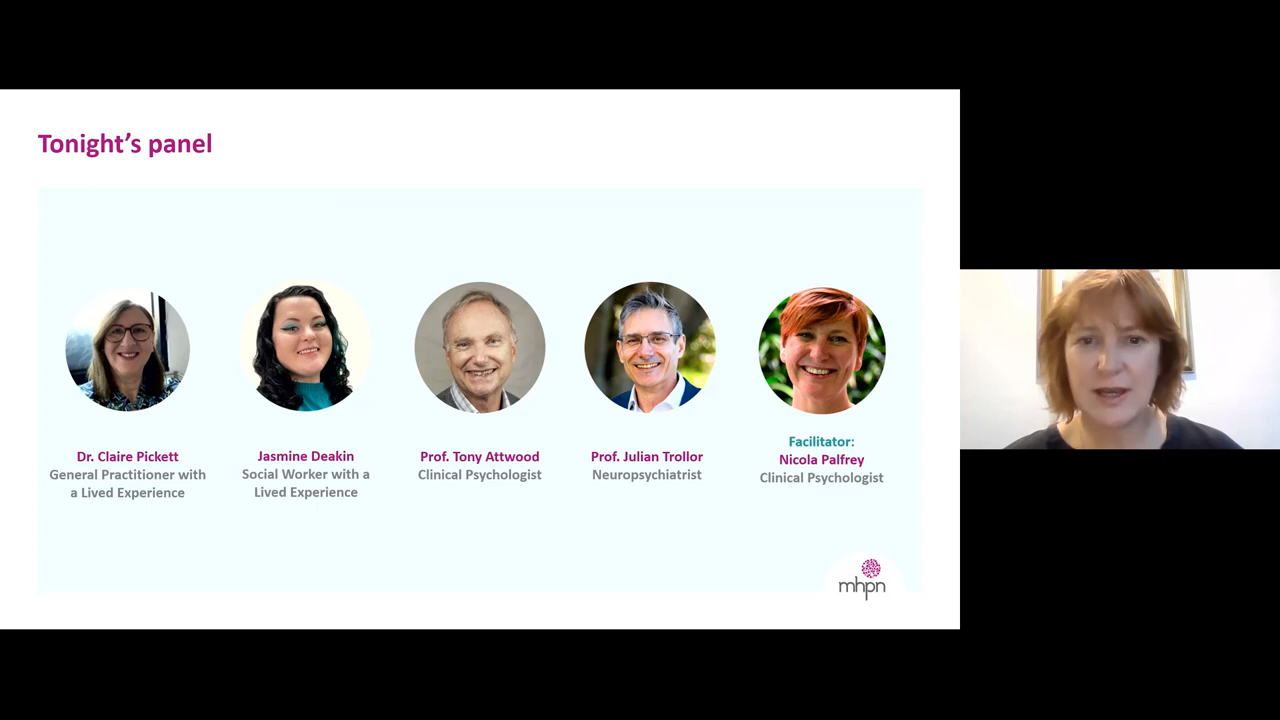 Tonight's panel
Dr. Claire Pickett
General Practitioner with
a Lived Experience
Jasmine Deakin
Social Worker with a
Lived Experience
Prof. Tony Attwood
Clinical Psychologist
Prof. Julian Trollor
Neuropsychiatrist
Facilitator:
Nicola Palfrey
Clinical Psychologist
mhpn